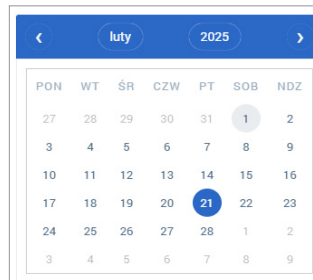 ‹ luty 2025 ›
PON WT ŚR CZW PT SOB NDZ
27 28 29 30 31 1 2
3 4 5 6 7 8 9
10 11 12 13 14 15 16
17 18 19 20 21 22 23
24 25 26 27 28 1 2
3 4 5 6 7 8 9